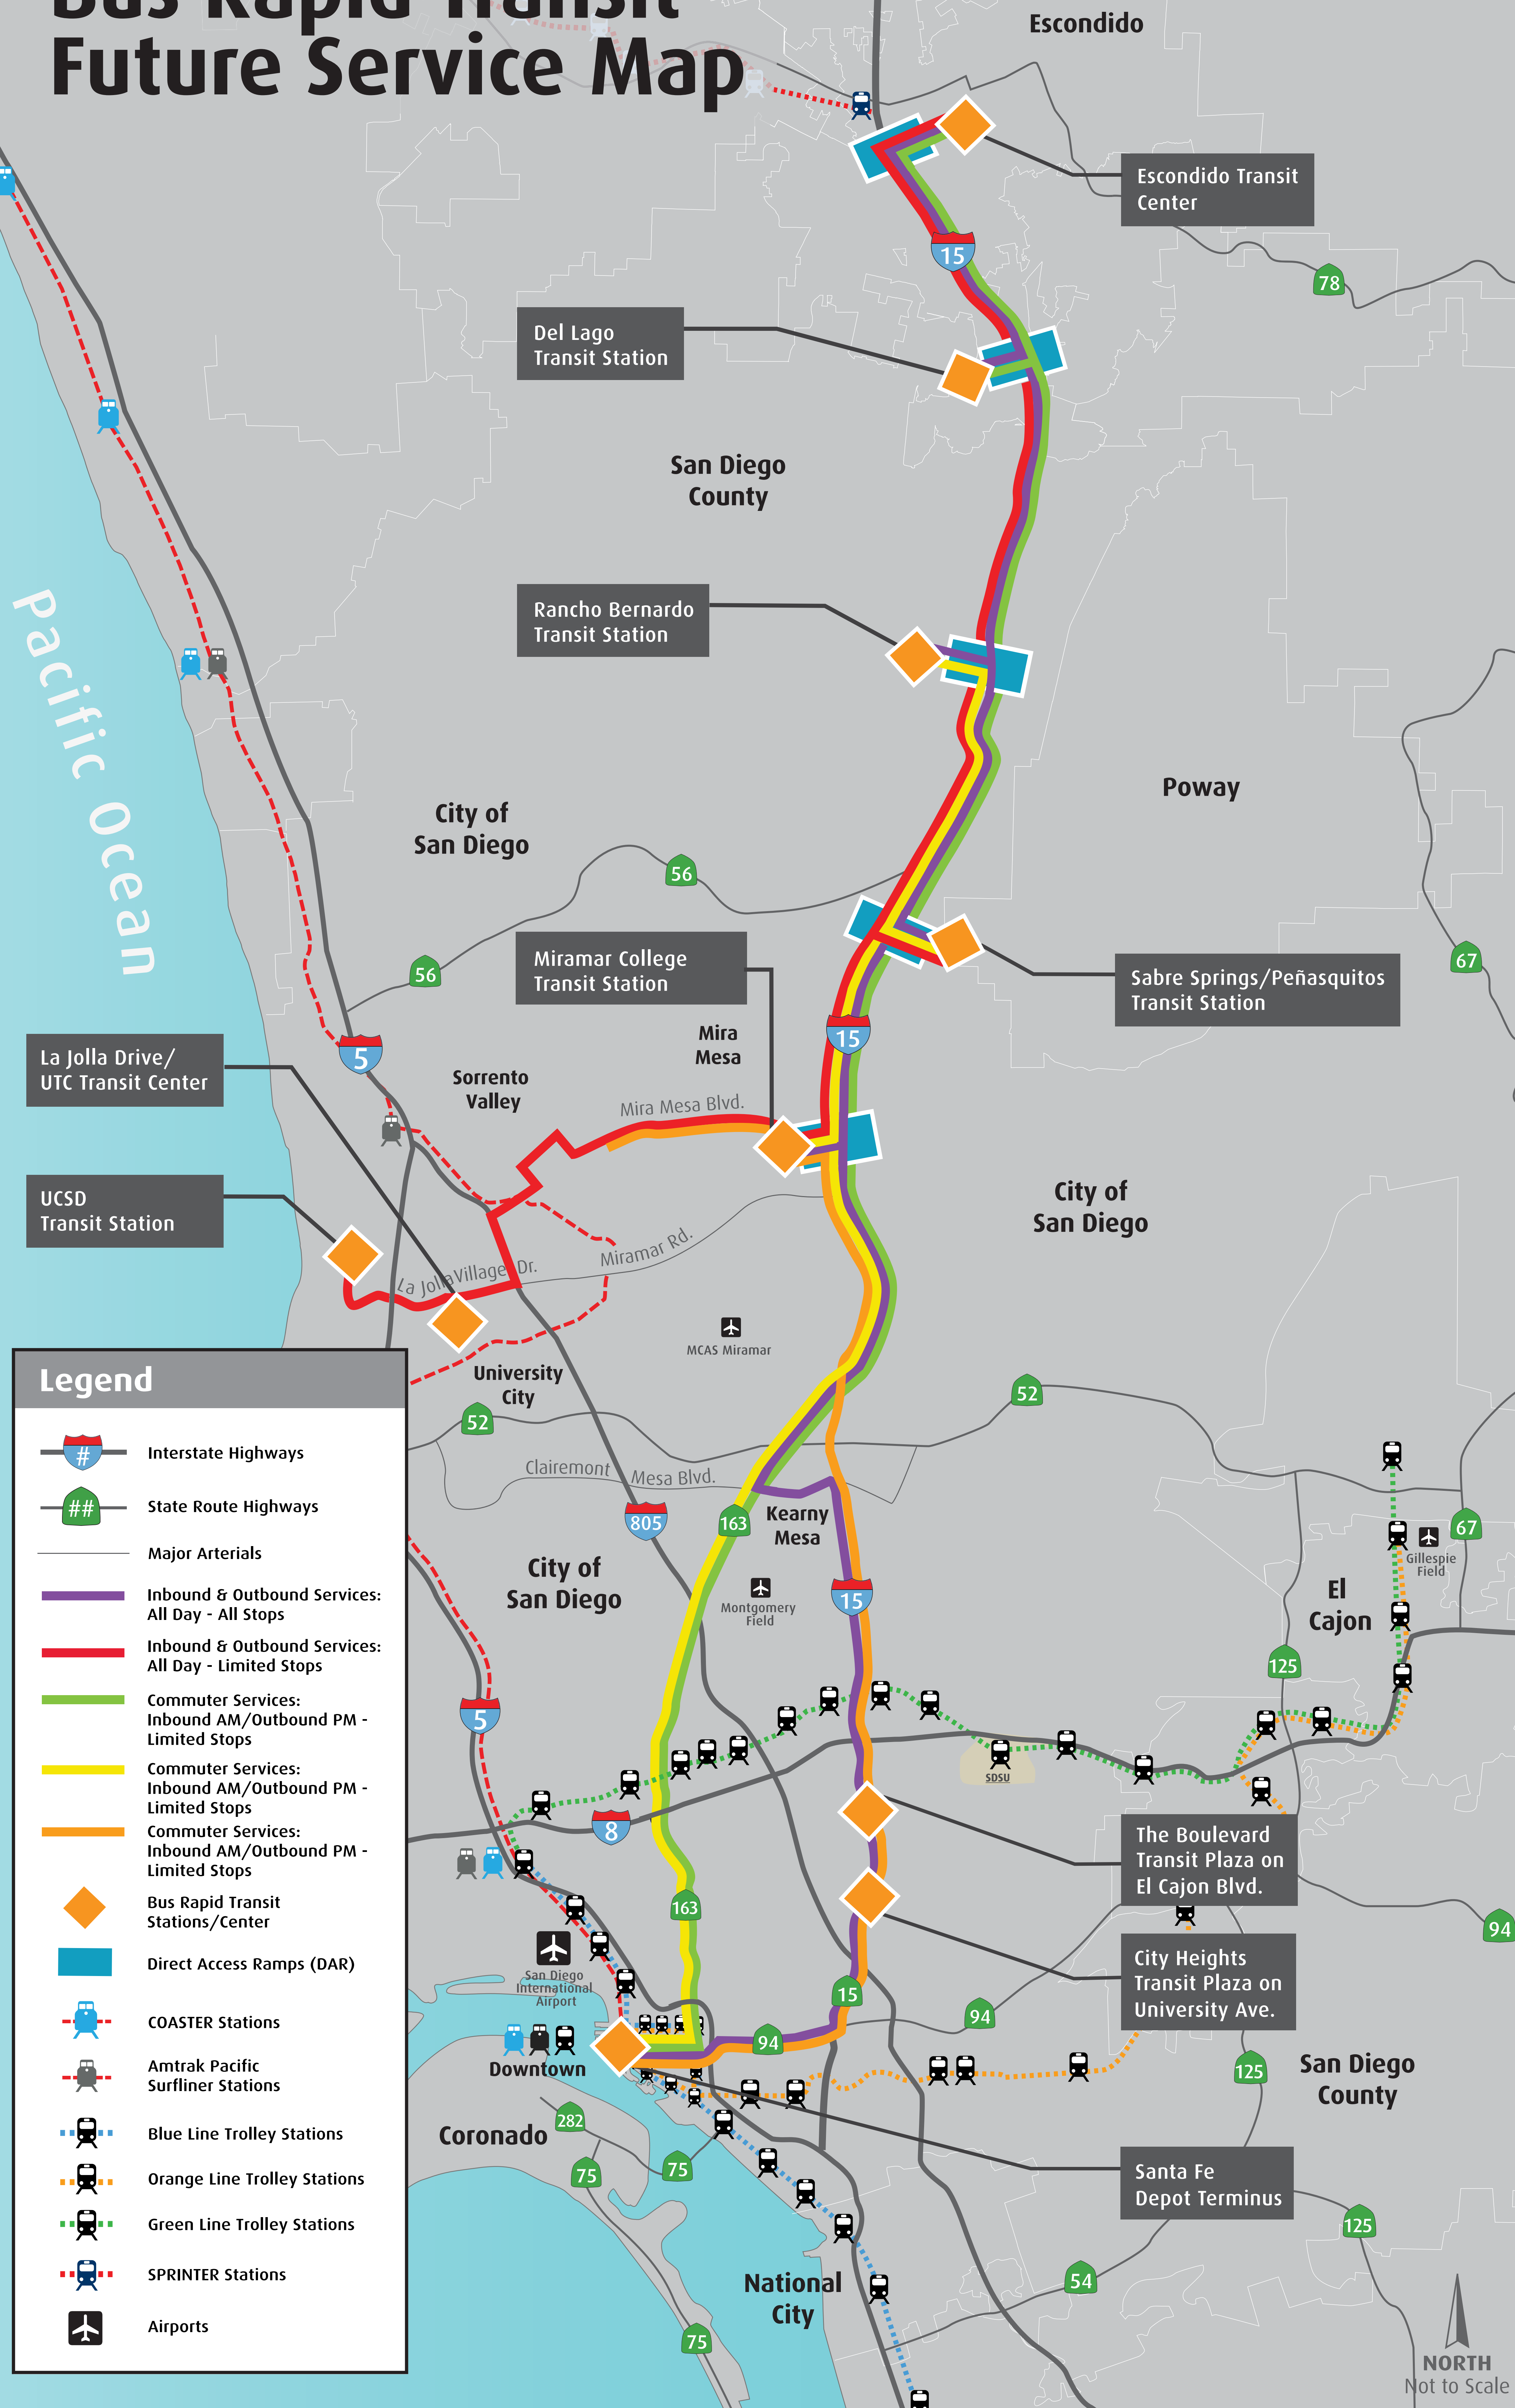 Bus Rapid Transit
Future Service Map
Escondido
Escondido Transit
Center
15
78
Del Lago
Transit Station
San Diego
County
Rancho Bernardo
Transit Station
Pacific Ocean
Poway
City of
San Diego
56
56
67
Miramar College
Transit Station
Sabre Springs/Peñasquitos
Transit Station
Mira
Mesa
15
La Jolla Drive/
UTC Transit Center
5
Sorrento
Valley
Mira Mesa Blvd.
UCSD
Transit Station
City of
San Diego
Miramar Rd.
La Jolla Village Dr.
MCAS Miramar
University
City
52
52
Clairemont Mesa Blvd.
805
163
Kearny
Mesa
67
Gillespie
Field
City of
San Diego
Montgomery
Field
15
El
Cajon
125
5
SDSU
8
The Boulevard
Transit Plaza on
El Cajon Blvd.
163
94
San Diego
International
Airport
City Heights
Transit Plaza on
University Ave.
15
94
94
Downtown
125
San Diego
County
Coronado
282
75
75
Santa Fe
Depot Terminus
125
54
National
City
75
NORTH
Not to Scale
Legend
#
Interstate Highways
##
State Route Highways
Major Arterials
Inbound & Outbound Services:
All Day - All Stops
Inbound & Outbound Services:
All Day - Limited Stops
Commuter Services:
Inbound AM/Outbound PM -
Limited Stops
Commuter Services:
Inbound AM/Outbound PM -
Limited Stops
Commuter Services:
Inbound AM/Outbound PM -
Limited Stops
Bus Rapid Transit
Stations/Center
Direct Access Ramps (DAR)
COASTER Stations
Amtrak Pacific
Surfliner Stations
Blue Line Trolley Stations
Orange Line Trolley Stations
Green Line Trolley Stations
SPRINTER Stations
Airports